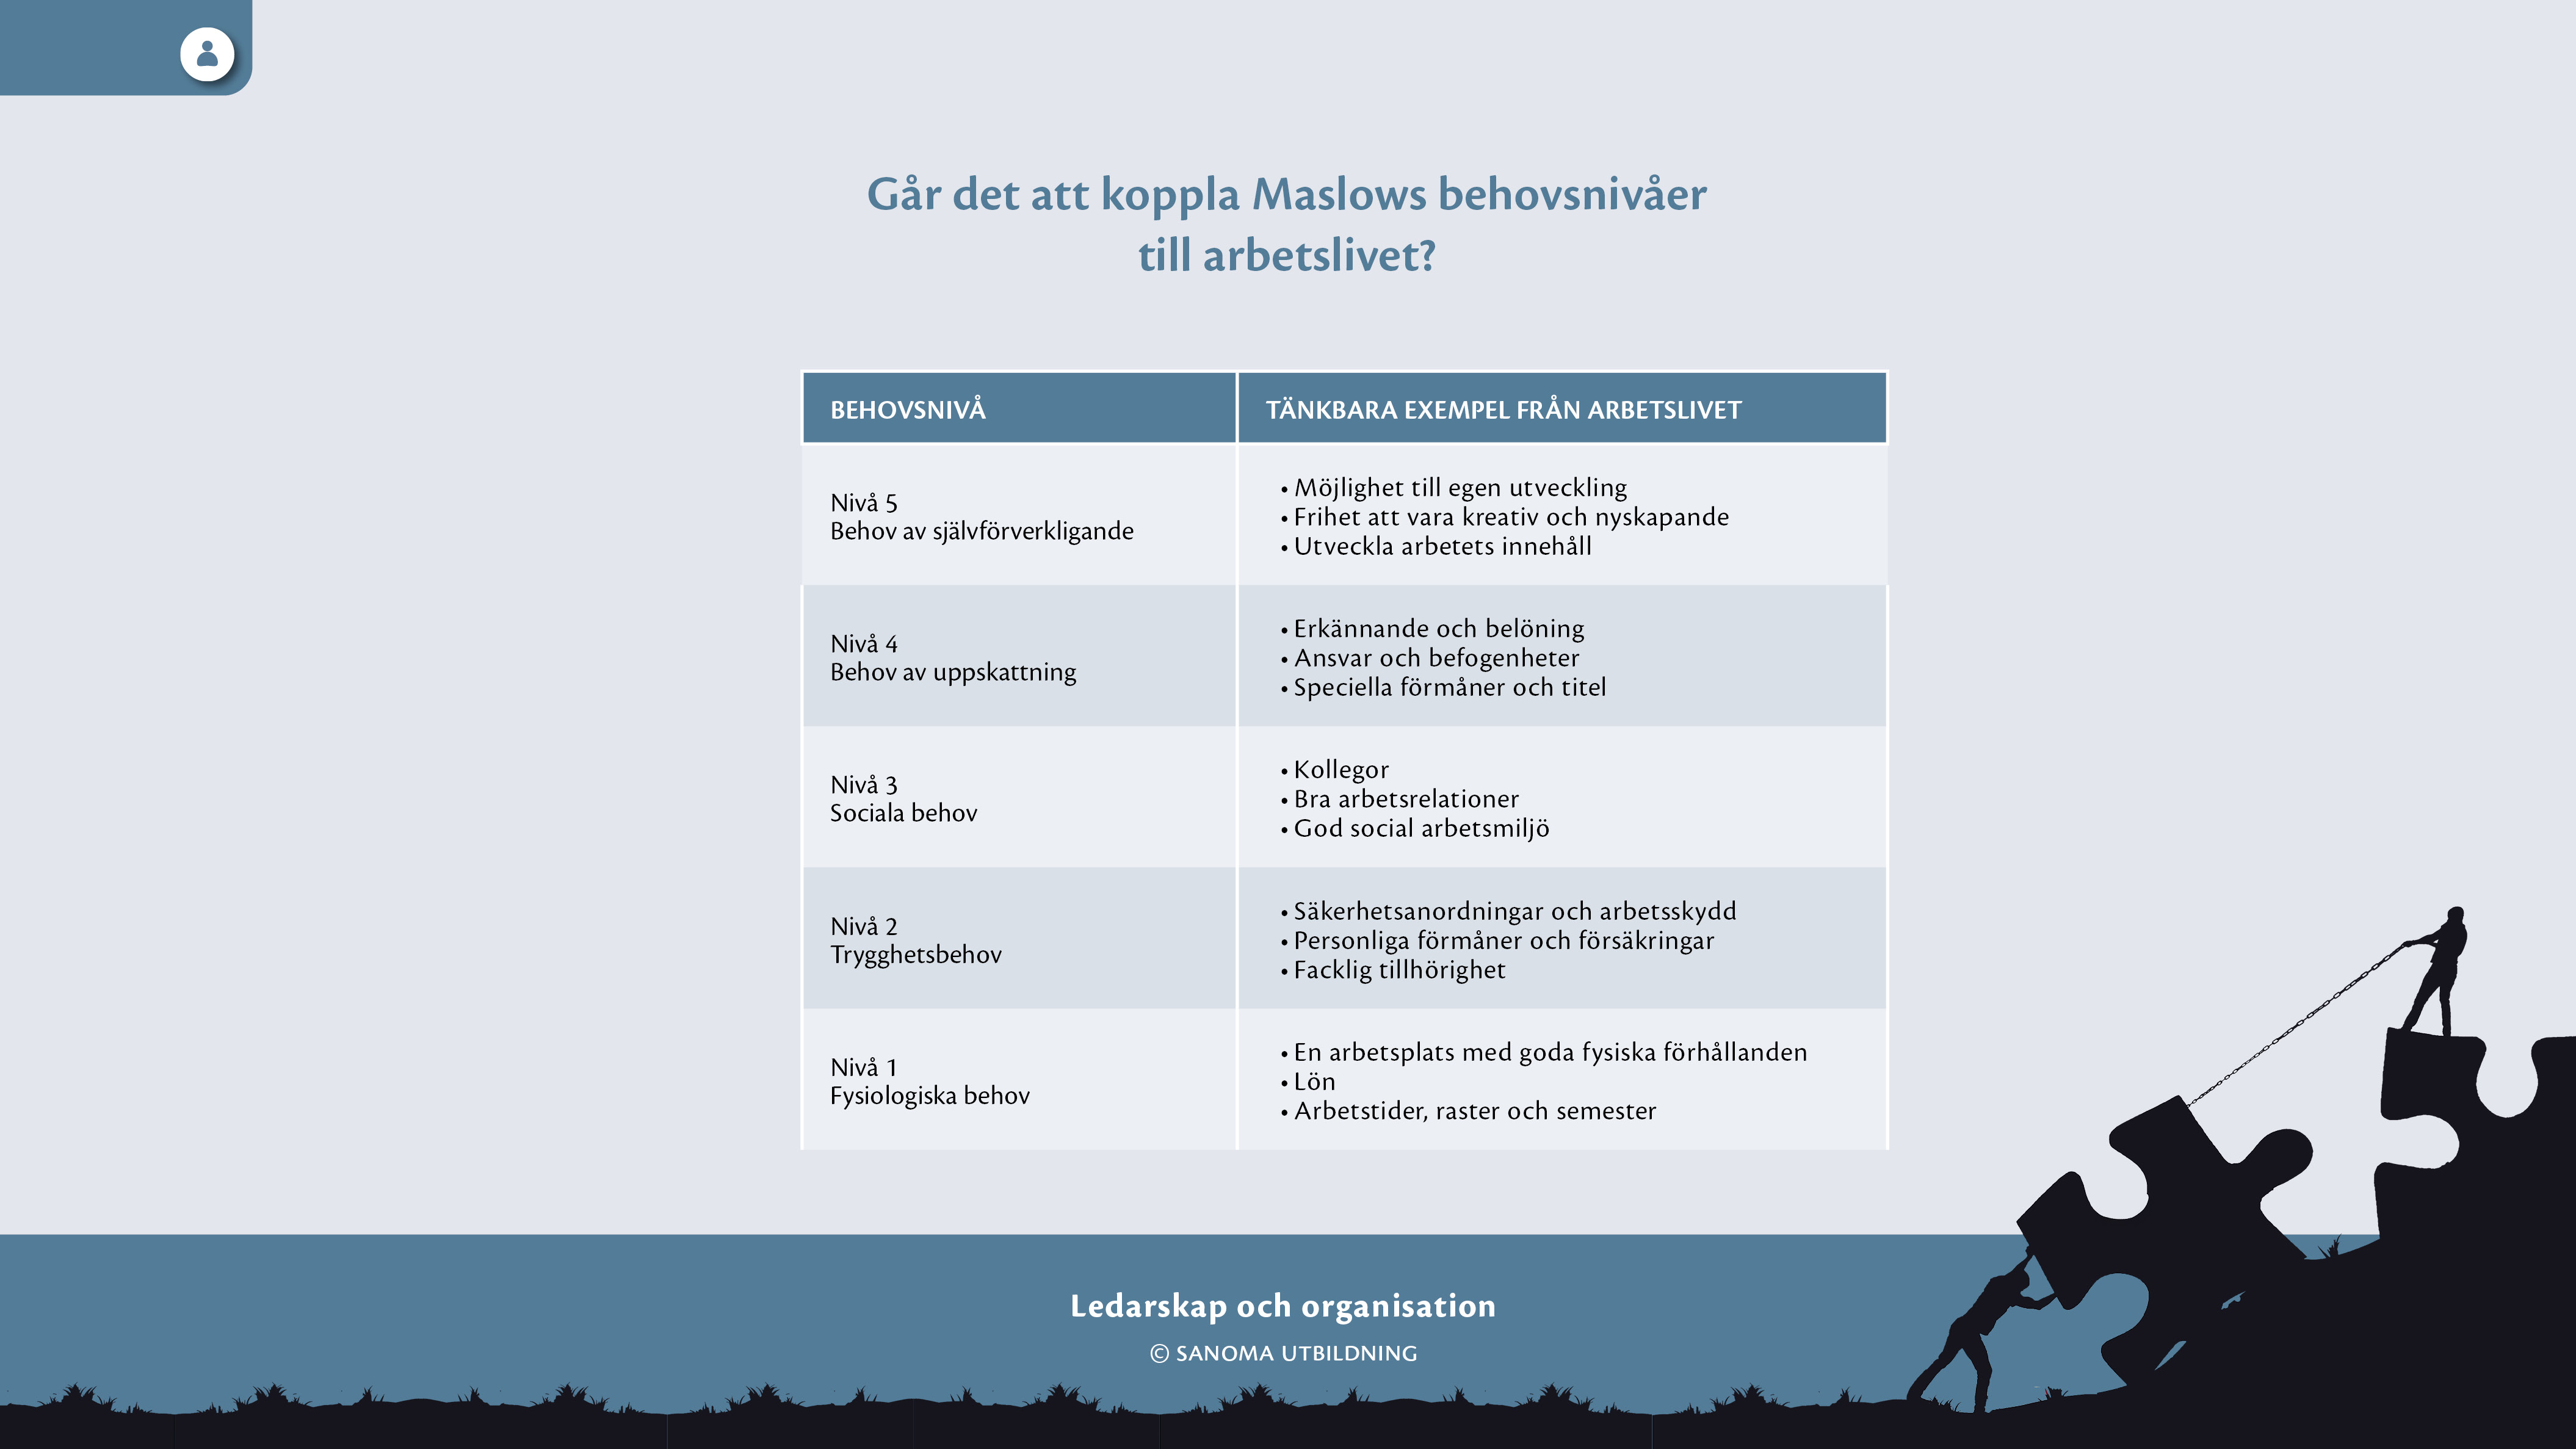 Går det att koppla Maslows behovsnivåer
till arbetslivet?
BEHOVSNIVÅ
TÄNKBARA EXEMPEL FRÅN ARBETSLIVET
Nivå 5
Behov av självförverkligande
• Möjlighet till egen utveckling
• Frihet att vara kreativ och nyskapande
• Utveckla arbetets innehåll
Nivå 4
Behov av uppskattning
• Erkännande och belöning
• Ansvar och befogenheter
• Speciella förmåner och titel
Nivå 3
Sociala behov
• Kollegor
• Bra arbetsrelationer
• God social arbetsmiljö
Nivå 2
Trygghetsbehov
• Säkerhetsanordningar och arbetsskydd
• Personliga förmåner och försäkringar
• Facklig tillhörighet
Nivå 1
Fysiologiska behov
• En arbetsplats med goda fysiska förhållanden
• Lön
• Arbetstider, raster och semester
Ledarskap och organisation
© SANOMA UTBILDNING